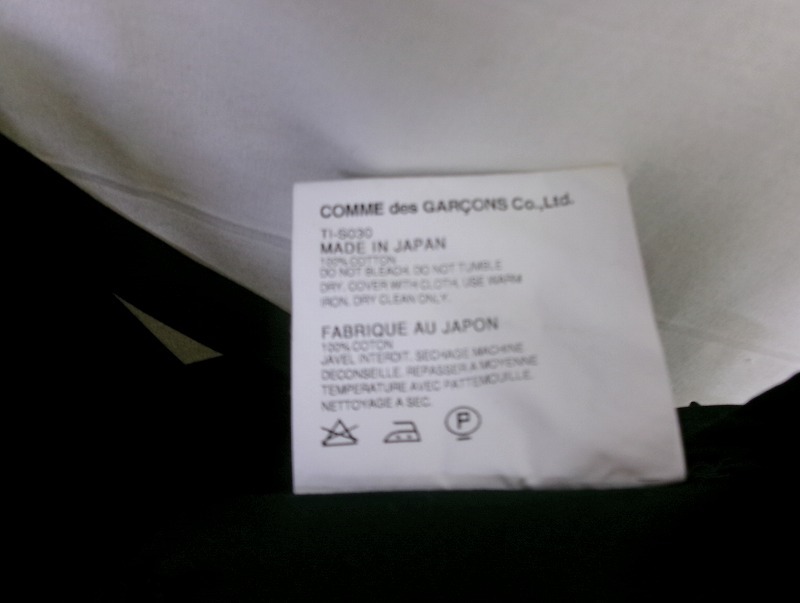 COMME des GARÇONS Co.,Ltd.
TI-S030
MADE IN JAPAN
100% COTTON
DO NOT BLEACH. DO NOT TUMBLE
DRY. COVER WITH CLOTH. USE WARM
IRON. DRY CLEAN ONLY.
FABRIQUE AU JAPON
100% COTON
JAVEL INTERDIT. SECHAGE MACHINE
DECONSEILLE. REPASSER A MOYENNE
TEMPERATURE AVEC PATTEMOUILLE.
NETTOYAGE A SEC.
P